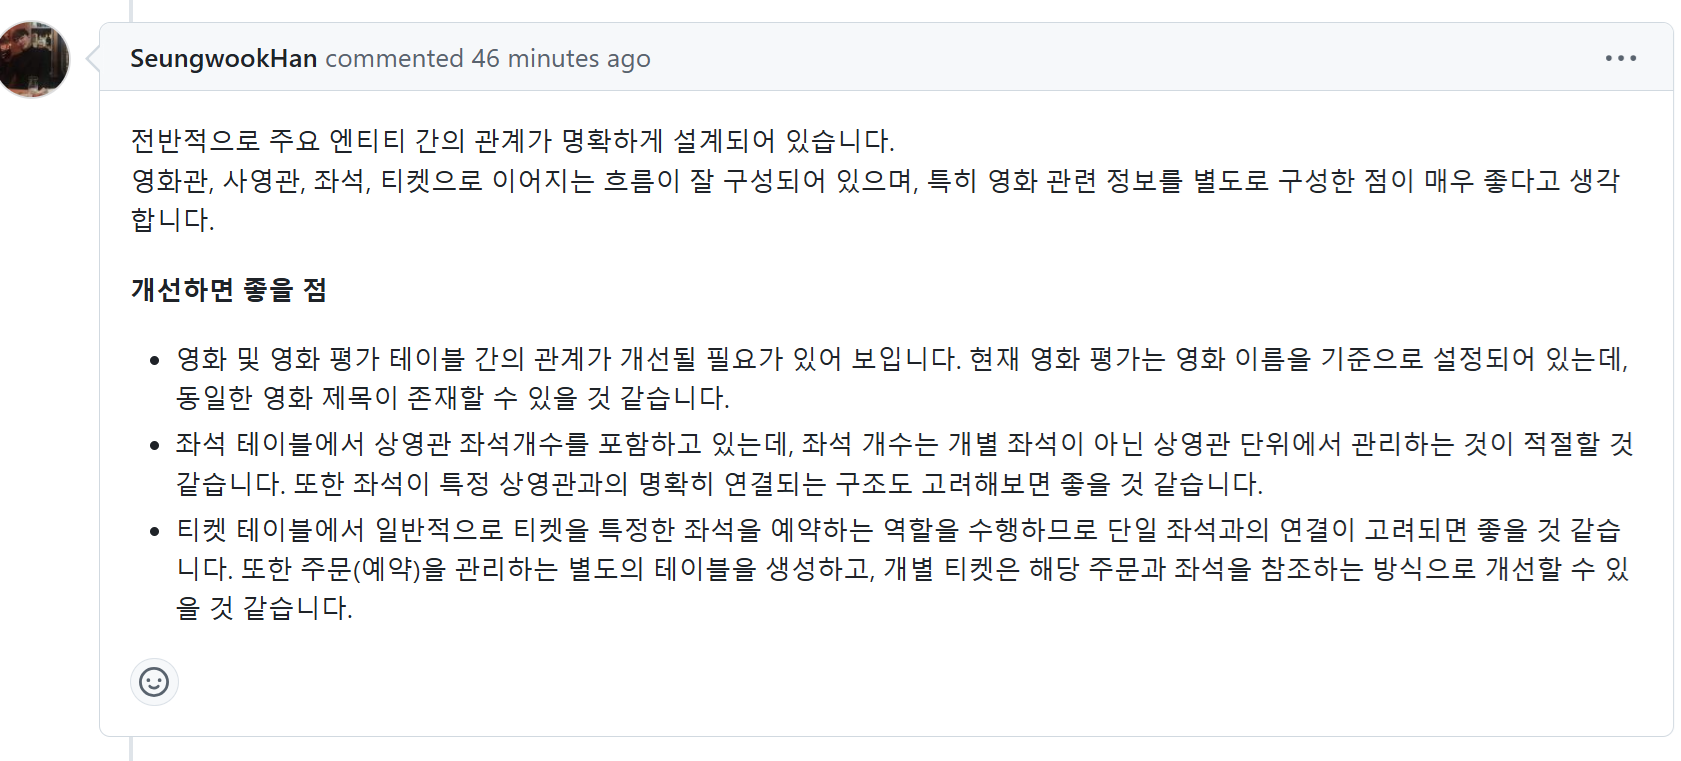 SeungwookHan commented 46 minutes ago
전반적으로 주요 엔티티 간의 관계가 명확하게 설계되어 있습니다.
영화관, 사영관, 좌석, 티켓으로 이어지는 흐름이 잘 구성되어 있으며, 특히 영화 관련 정보를 별도로 구성한 점이 매우 좋다고 생각
합니다.
개선하면 좋을 점
영화 및 영화 평가 테이블 간의 관계가 개선될 필요가 있어 보입니다. 현재 영화 평가는 영화 이름을 기준으로 설정되어 있는데,
동일한 영화 제목이 존재할 수 있을 것 같습니다.
좌석 테이블에서 상영관 좌석개수를 포함하고 있는데, 좌석 개수는 개별 좌석이 아닌 상영관 단위에서 관리하는 것이 적절할 것
같습니다. 또한 좌석이 특정 상영관과의 명확히 연결되는 구조도 고려해보면 좋을 것 같습니다.
티켓 테이블에서 일반적으로 티켓을 특정한 좌석을 예약하는 역할을 수행하므로 단일 좌석과의 연결이 고려되면 좋을 것 같습
니다. 또한 주문(예약)을 관리하는 별도의 테이블을 생성하고, 개별 티켓은 해당 주문과 좌석을 참조하는 방식으로 개선할 수 있
을 것 같습니다.